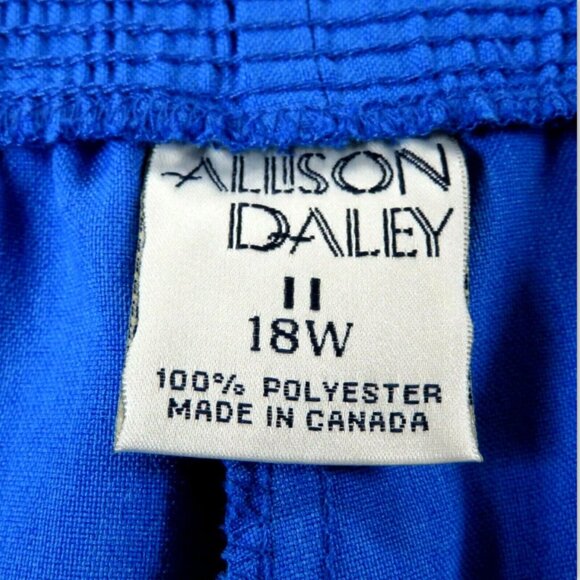 ALLISON
DALEY
II
18W
100% POLYESTER
MADE IN CANADA